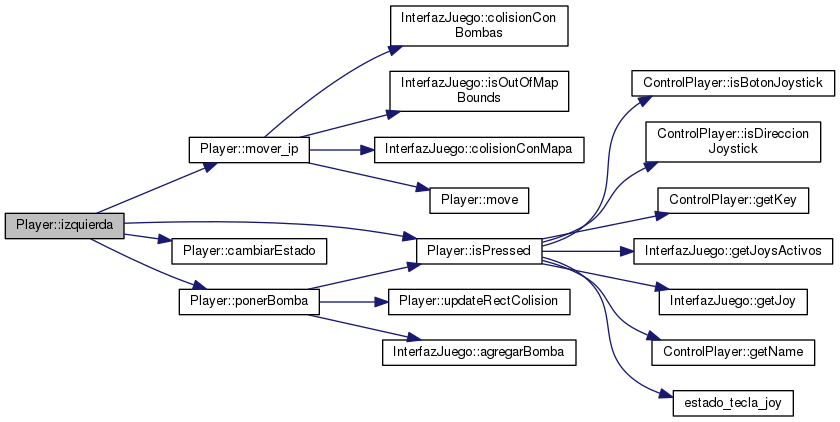 Player::izquierda
Player::mover_ip
Player::cambiarEstado
Player::ponerBomba
InterfazJuego::colisionCon
Bombas
InterfazJuego::isOutOfMap
Bounds
InterfazJuego::colisionConMapa
Player::move
Player::isPressed
Player::updateRectColision
InterfazJuego::agregarBomba
ControlPlayer::isBotonJoystick
ControlPlayer::isDireccion
Joystick
ControlPlayer::getKey
InterfazJuego::getJoysActivos
InterfazJuego::getJoy
ControlPlayer::getName
estado_tecla_joy